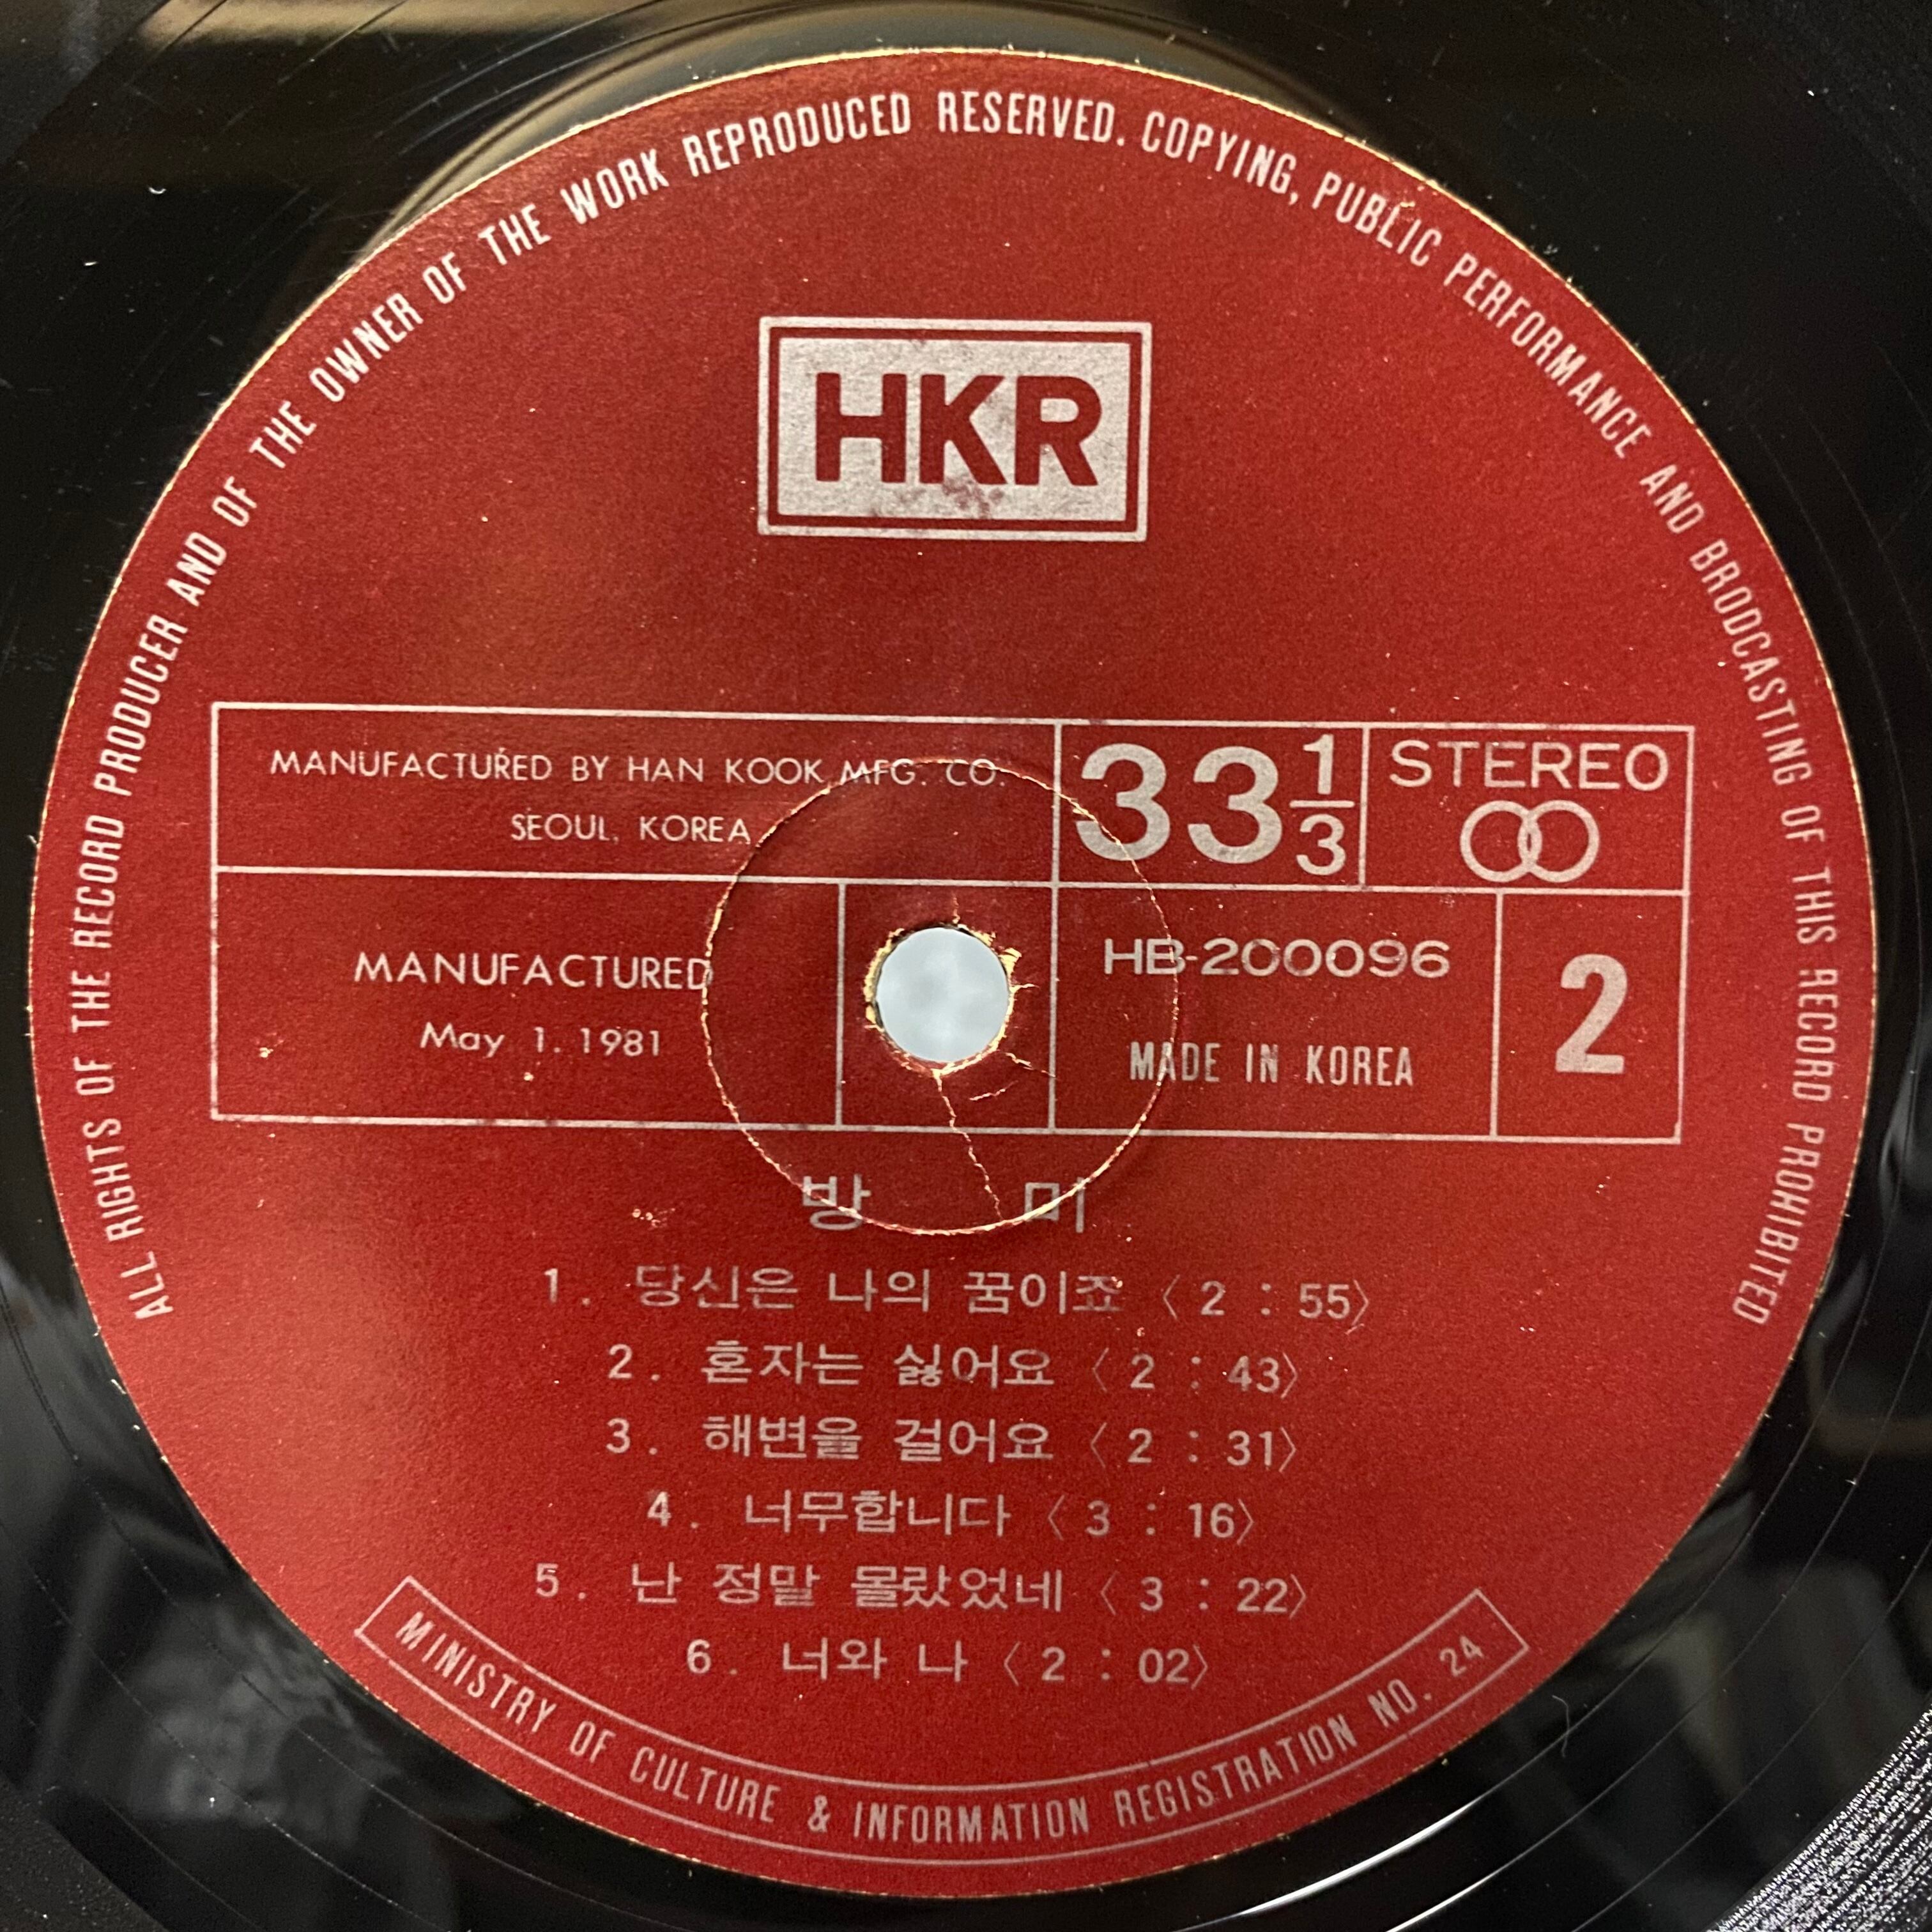 ALL RIGHTS OF THE RECORD PRODUCER AND OF THE OWNER OF THE WORK REPRODUCED RESERVED. COPYING, PUBLIC PERFORMANCE AND BRODCASTING OF THIS RECORD PROHIBITED
HKR
MANUFACTURED BY HAN KOOK MFG. CO.
SEOUL, KOREA
33 1/3
STEREO
MANUFACTURED
May 1. 1981
HB-200096
MADE IN KOREA
2
방 미
1. 당신은 나의 꿈이죠 〈2 : 55〉
2. 혼자는 싫어요 〈2 : 43〉
3. 해변을 걸어요 〈2 : 31〉
4. 너무합니다 〈3 : 16〉
5. 난 정말 몰랐었네 〈3 : 22〉
6. 너와 나 〈2 : 02〉
MINISTRY OF CULTURE & INFORMATION REGISTRATION NO. 24